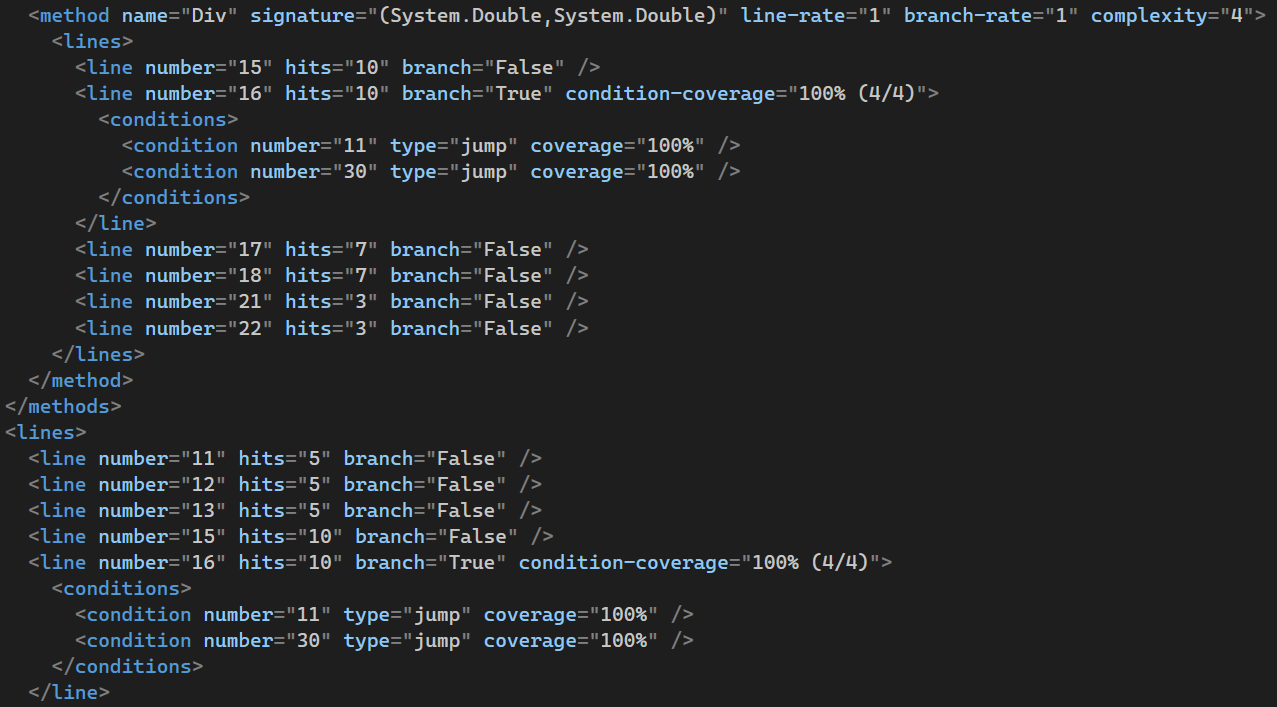 <method name="Div" signature="(System.Double,System.Double)" line-rate="1" branch-rate="1" complexity="4">
<lines>
<line number="15" hits="10" branch="False" />
<line number="16" hits="10" branch="True" condition-coverage="100% (4/4)">
<conditions>
<condition number="11" type="jump" coverage="100%" />
<condition number="30" type="jump" coverage="100%" />
</conditions>
</line>
<line number="17" hits="7" branch="False" />
<line number="18" hits="7" branch="False" />
<line number="21" hits="3" branch="False" />
<line number="22" hits="3" branch="False" />
</lines>
</method>
</methods>
<lines>
<line number="11" hits="5" branch="False" />
<line number="12" hits="5" branch="False" />
<line number="13" hits="5" branch="False" />
<line number="15" hits="10" branch="False" />
<line number="16" hits="10" branch="True" condition-coverage="100% (4/4)">
<conditions>
<condition number="11" type="jump" coverage="100%" />
<condition number="30" type="jump" coverage="100%" />
</conditions>
</line>